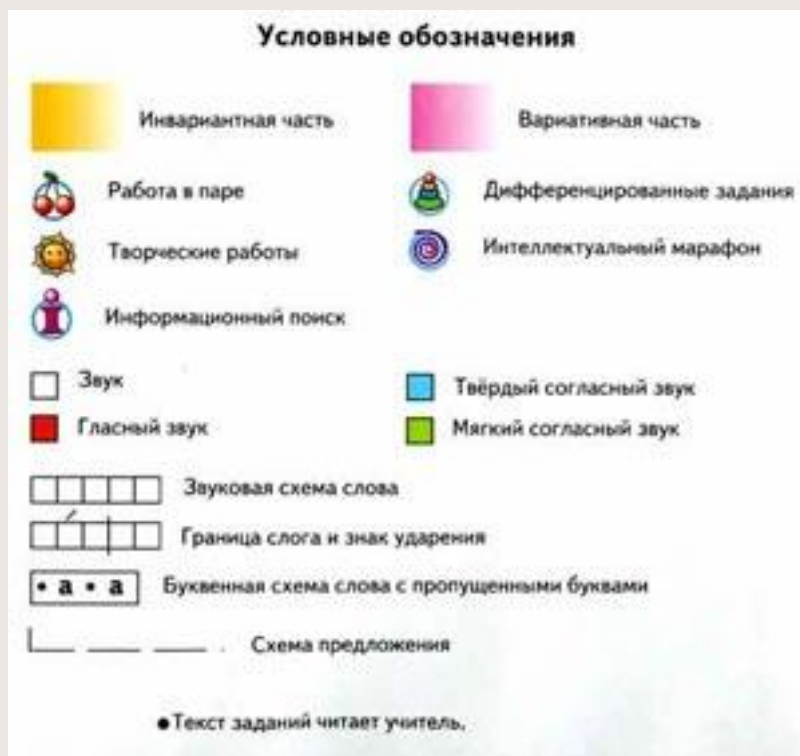 Условные обозначения
Инвариантная часть
Вариативная часть
Работа в паре
Дифференцированные задания
Творческие работы
Интеллектуальный марафон
Информационный поиск
Звук
Твёрдый согласный звук
Гласный звук
Мягкий согласный звук
Звуковая схема слова
Граница слога и знак ударения
• а • а Буквенная схема слова с пропущенными буквами
Схема предложения
● Текст заданий читает учитель.